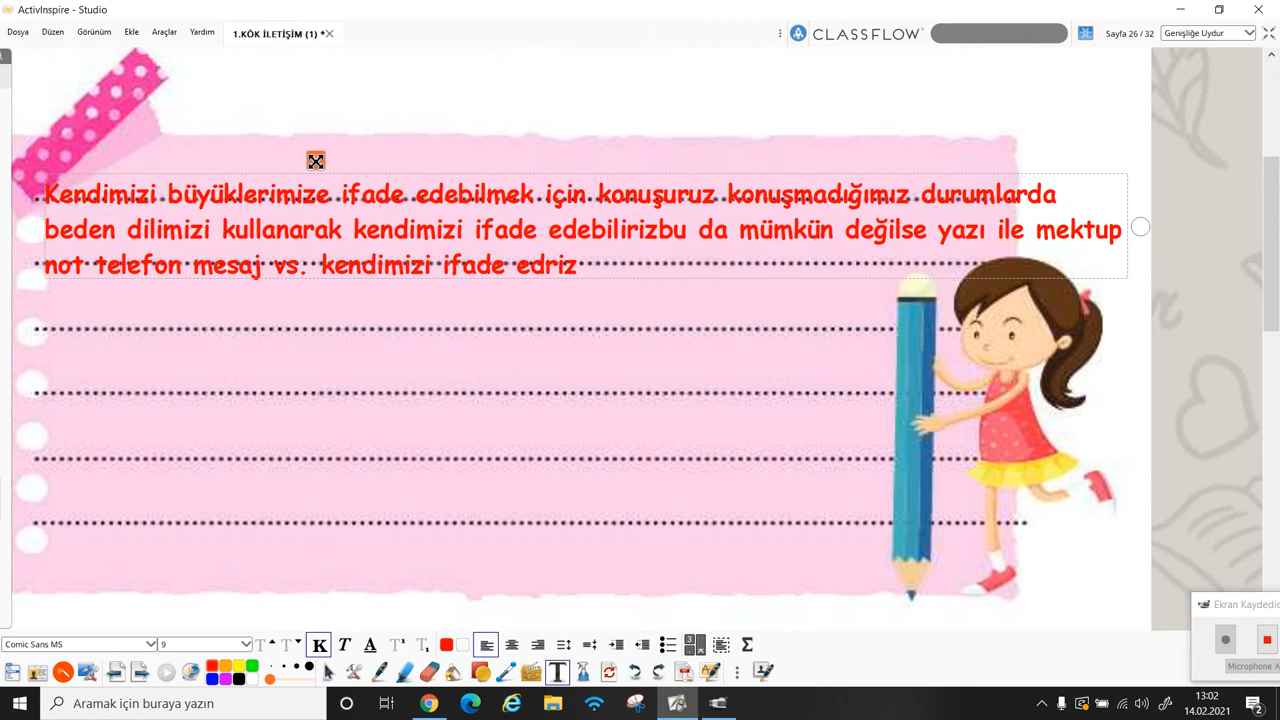 ActivInspire - Studio
Dosya Düzen Görünüm Ekle Araçlar Yardım
1.KÖK İLETİŞİM (1) *
CLASSFLOW
Sayfa 26 / 32
Genişliğe Uydur
Kendimizi büyüklerimize ifade edebilmek için konuşuruz konuşmadığımız durumlarda
beden dilimizi kullanarak kendimizi ifade edebilirizbu da mümkün değilse yazı ile mektup
not telefon mesaj vs. kendimizi ifade edriz
Ekran Kaydedic
Comic Sans MS
9
Microphone A
Aramak için buraya yazın
13:02
14.02.2021
2